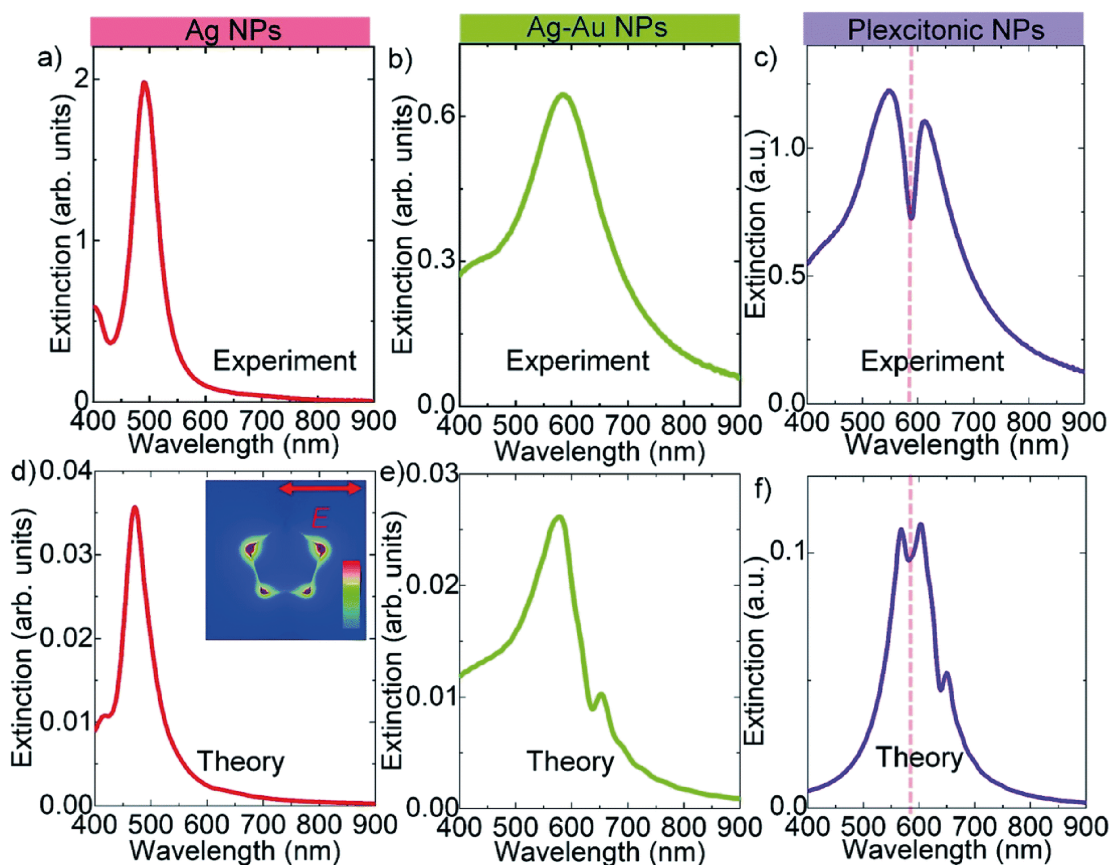 Ag NPs
Ag-Au NPs
Plexcitonic NPs
a)
Extinction (arb. units)
2
1
0
Experiment
400 500 600 700 800 900
Wavelength (nm)
b)
Extinction (arb. units)
0.6
0.3
0.0
Experiment
400 500 600 700 800 900
Wavelength (nm)
c)
Extinction (a.u.)
1.0
0.5
0.0
Experiment
400 500 600 700 800 900
Wavelength (nm)
d)
Extinction (arb. units)
0.04
0.03
0.02
0.01
0.00
E
Theory
400 500 600 700 800 900
Wavelength (nm)
e)
Extinction (arb. units)
0.03
0.02
0.01
0.00
Theory
400 500 600 700 800 900
Wavelength (nm)
f)
Extinction (a.u.)
0.1
0.0
Theory
400 500 600 700 800 900
Wavelength (nm)